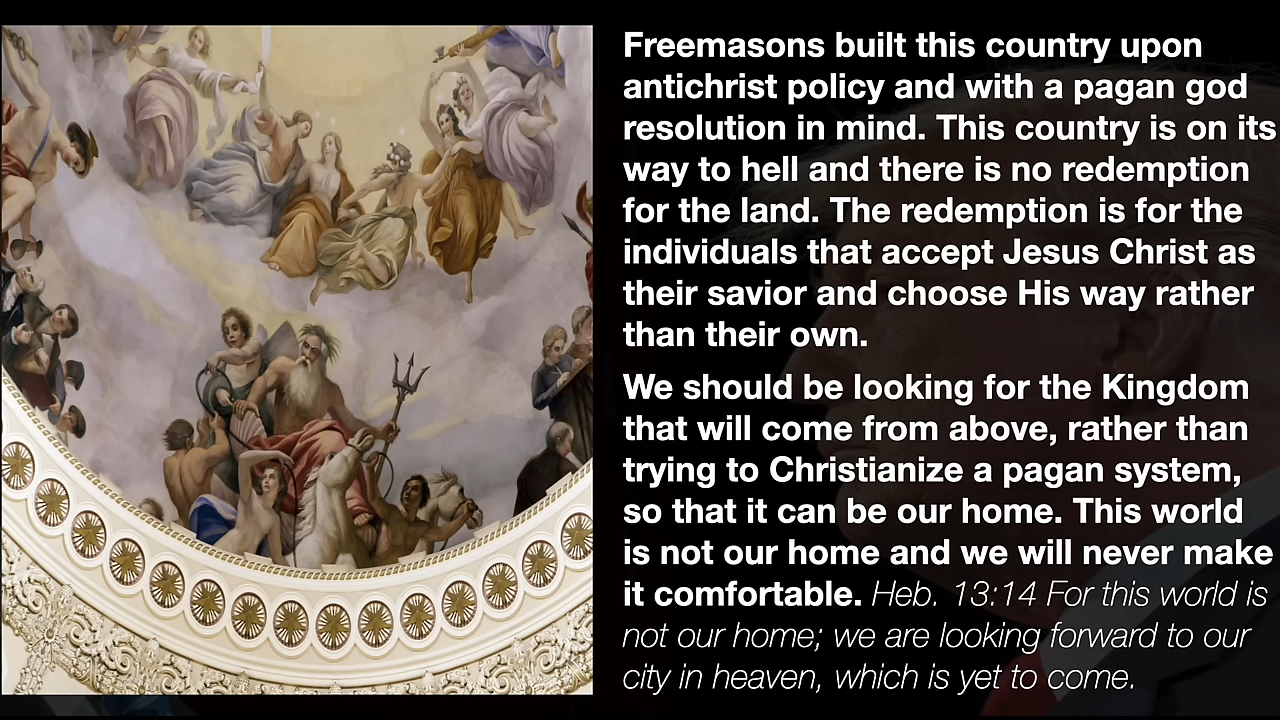 Freemasons built this country upon
antichrist policy and with a pagan god
resolution in mind. This country is on its
way to hell and there is no redemption
for the land. The redemption is for the
individuals that accept Jesus Christ as
their savior and choose His way rather
than their own.
We should be looking for the Kingdom
that will come from above, rather than
trying to Christianize a pagan system,
so that it can be our home. This world
is not our home and we will never make
it comfortable. Heb. 13:14 For this world is
not our home; we are looking forward to our
city in heaven, which is yet to come.